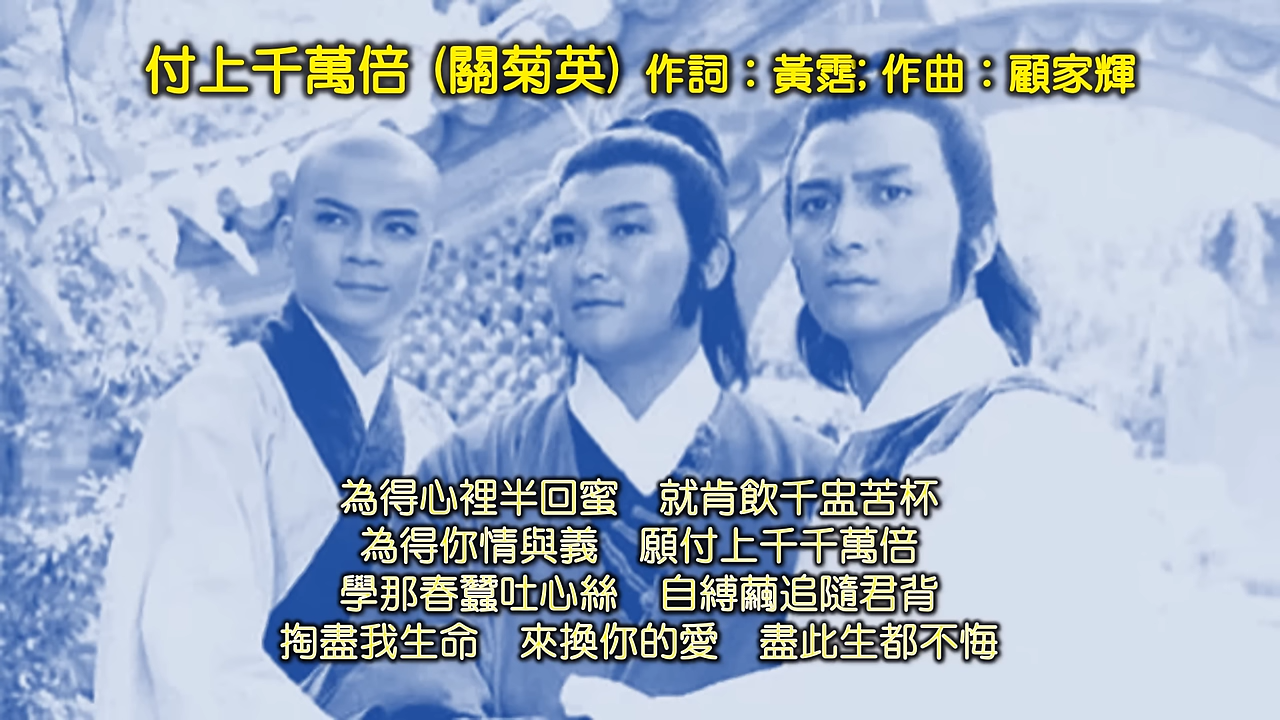 付上千萬倍 (關菊英) 作詞：黃霑; 作曲：顧家輝
為得心裡半回蜜　就肯飲千盅苦杯
為得你情與義　願付上千千萬倍
學那春蠶吐心絲　自縛繭追隨君背
掏盡我生命　來換你的愛　盡此生都不悔